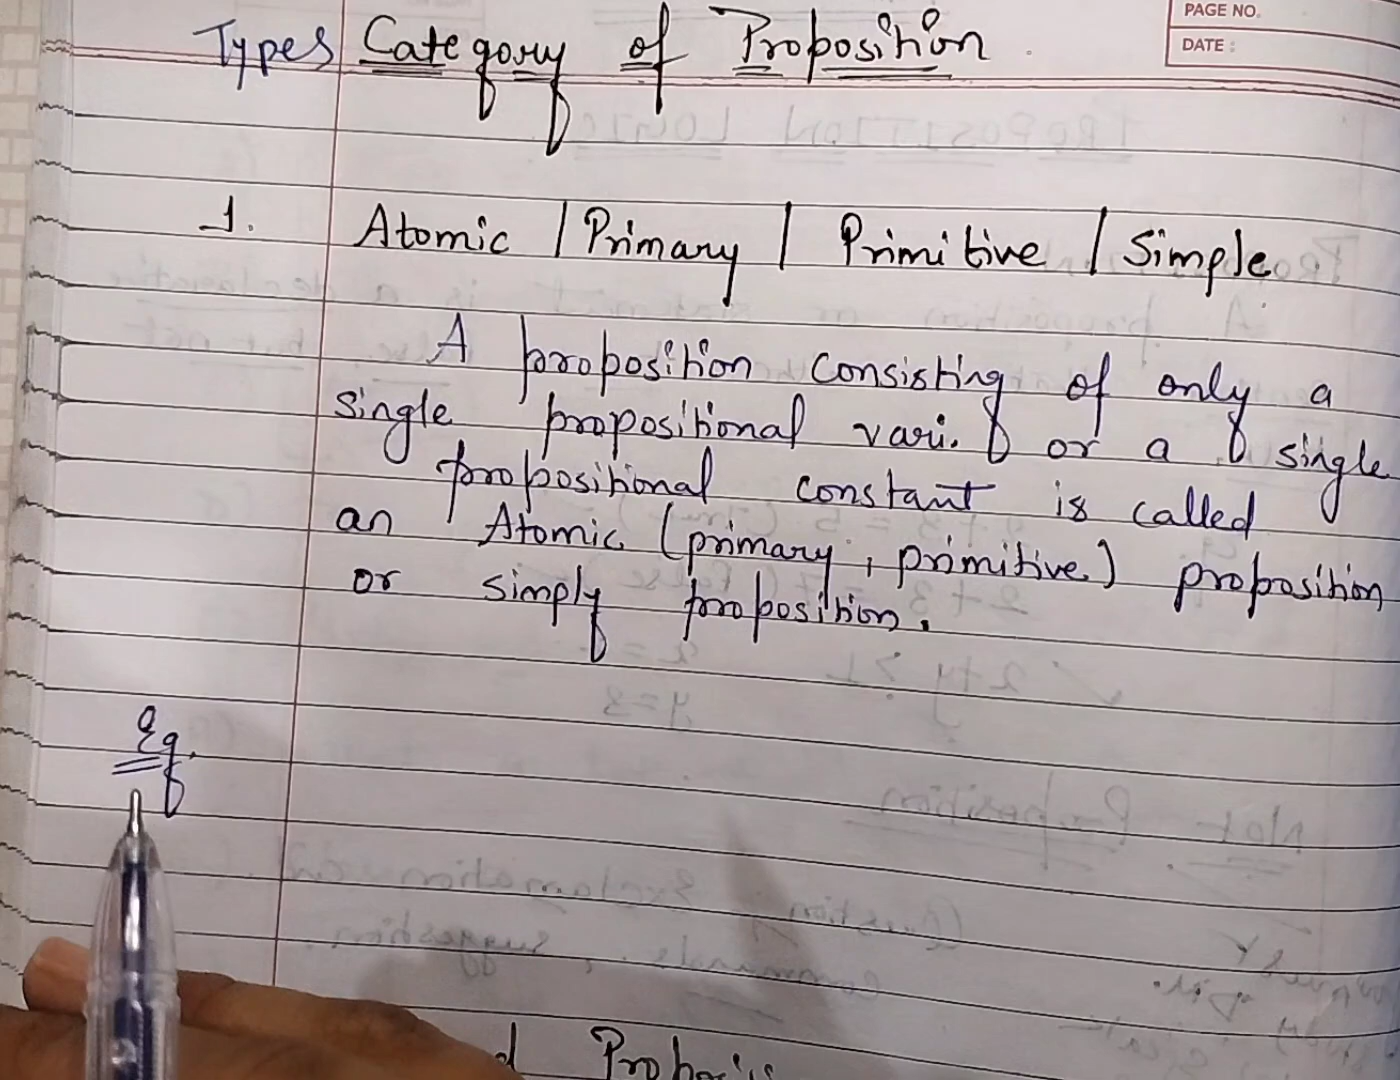 PAGE NO.
DATE :
Types Category of Proposition
1. Atomic | Primary | Primitive | Simple
A proposition consisting of only a
single propositional vari. or a single
propositional constant is called
an Atomic (primary, primitive) proposition
or simply proposition.
Eg.